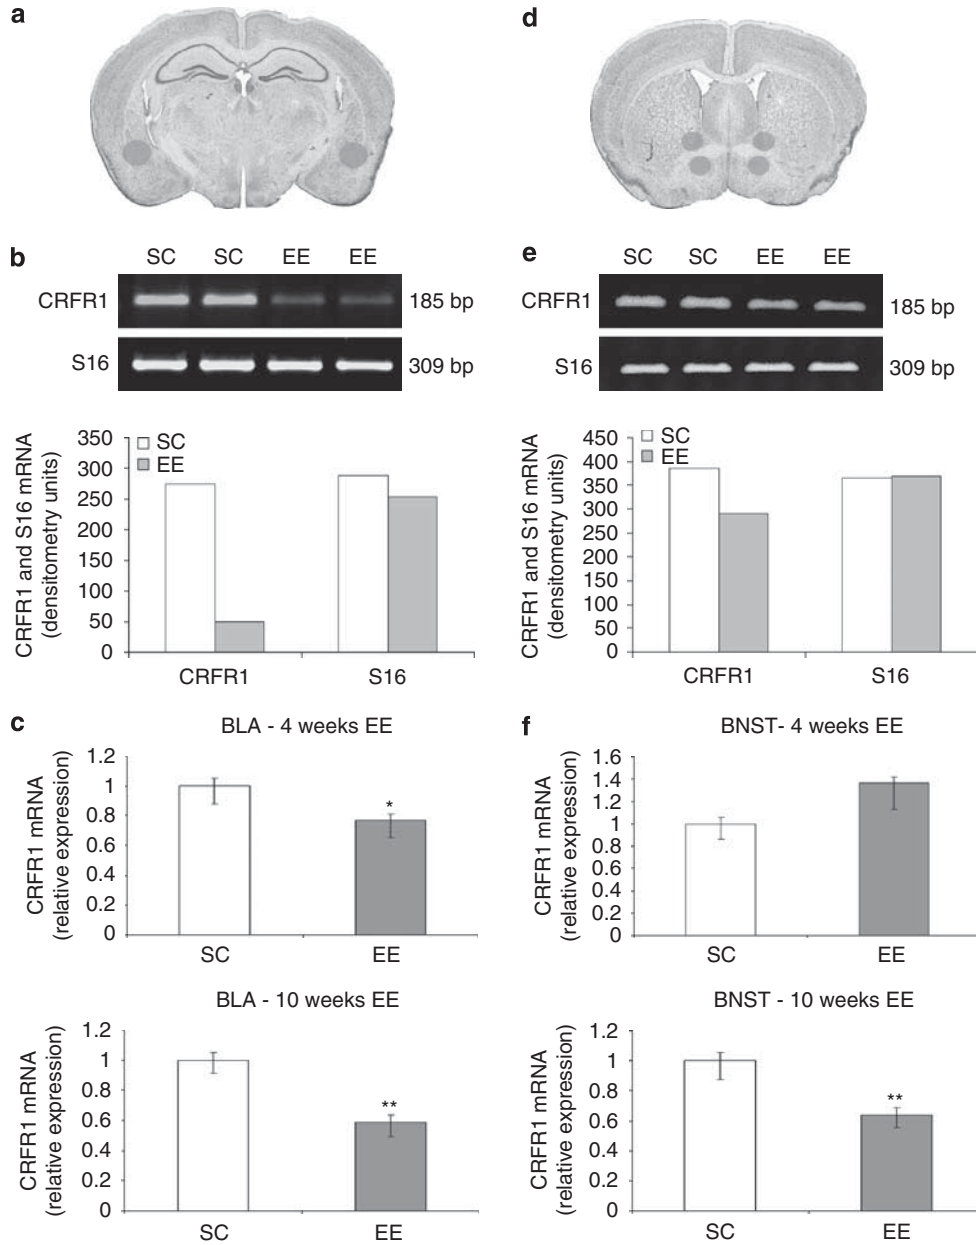 a
d
b
SC SC EE EE
CRFR1
185 bp
S16
309 bp
e
SC SC EE EE
CRFR1
185 bp
S16
309 bp
CRFR1 and S16 mRNA
(densitometry units)
350
300
250
200
150
100
50
0
SC
EE
CRFR1 S16
CRFR1 and S16 mRNA
(densitometry units)
450
400
350
300
250
200
150
100
50
0
SC
EE
CRFR1 S16
c
BLA - 4 weeks EE
CRFR1 mRNA
(relative expression)
1.2
1
0.8
0.6
0.4
0.2
0
*
SC EE
f
BNST- 4 weeks EE
CRFR1 mRNA
(relative expression)
1.6
1.4
1.2
1
0.8
0.6
0.4
0.2
0
SC EE
BLA - 10 weeks EE
CRFR1 mRNA
(relative expression)
1.2
1
0.8
0.6
0.4
0.2
0
**
SC EE
BNST - 10 weeks EE
CRFR1 mRNA
(relative expression)
1.2
1
0.8
0.6
0.4
0.2
0
**
SC EE